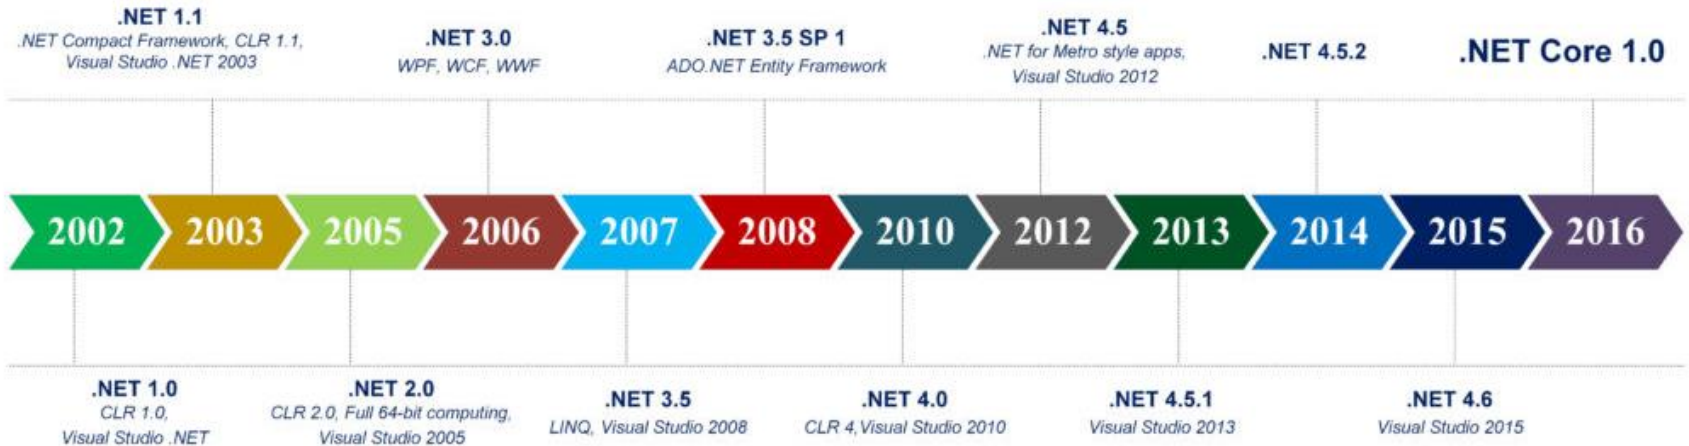 .NET 1.1
.NET Compact Framework, CLR 1.1,
Visual Studio .NET 2003
.NET 3.0
WPF, WCF, WWF
.NET 3.5 SP 1
ADO.NET Entity Framework
.NET 4.5
.NET for Metro style apps,
Visual Studio 2012
.NET 4.5.2
.NET Core 1.0
2002
2003
2005
2006
2007
2008
2010
2012
2013
2014
2015
2016
.NET 1.0
CLR 1.0,
Visual Studio .NET
.NET 2.0
CLR 2.0, Full 64-bit computing,
Visual Studio 2005
.NET 3.5
LINQ, Visual Studio 2008
.NET 4.0
CLR 4,Visual Studio 2010
.NET 4.5.1
Visual Studio 2013
.NET 4.6
Visual Studio 2015